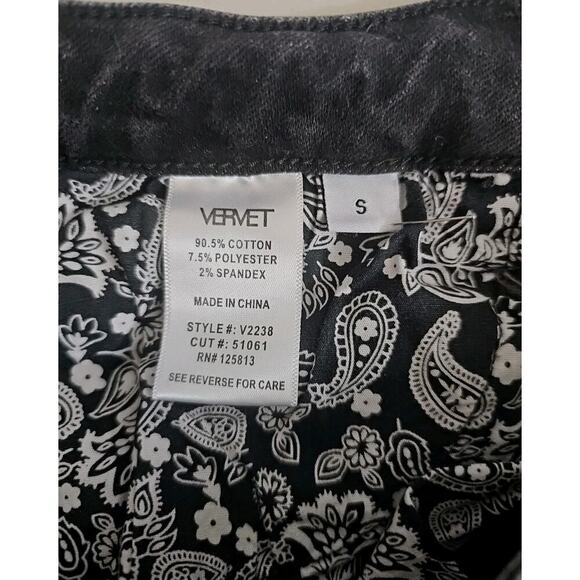 VERVET
90.5% COTTON
7.5% POLYESTER
2% SPANDEX
MADE IN CHINA
STYLE #: V2238
CUT #: 51061
RN# 125813
SEE REVERSE FOR CARE
S